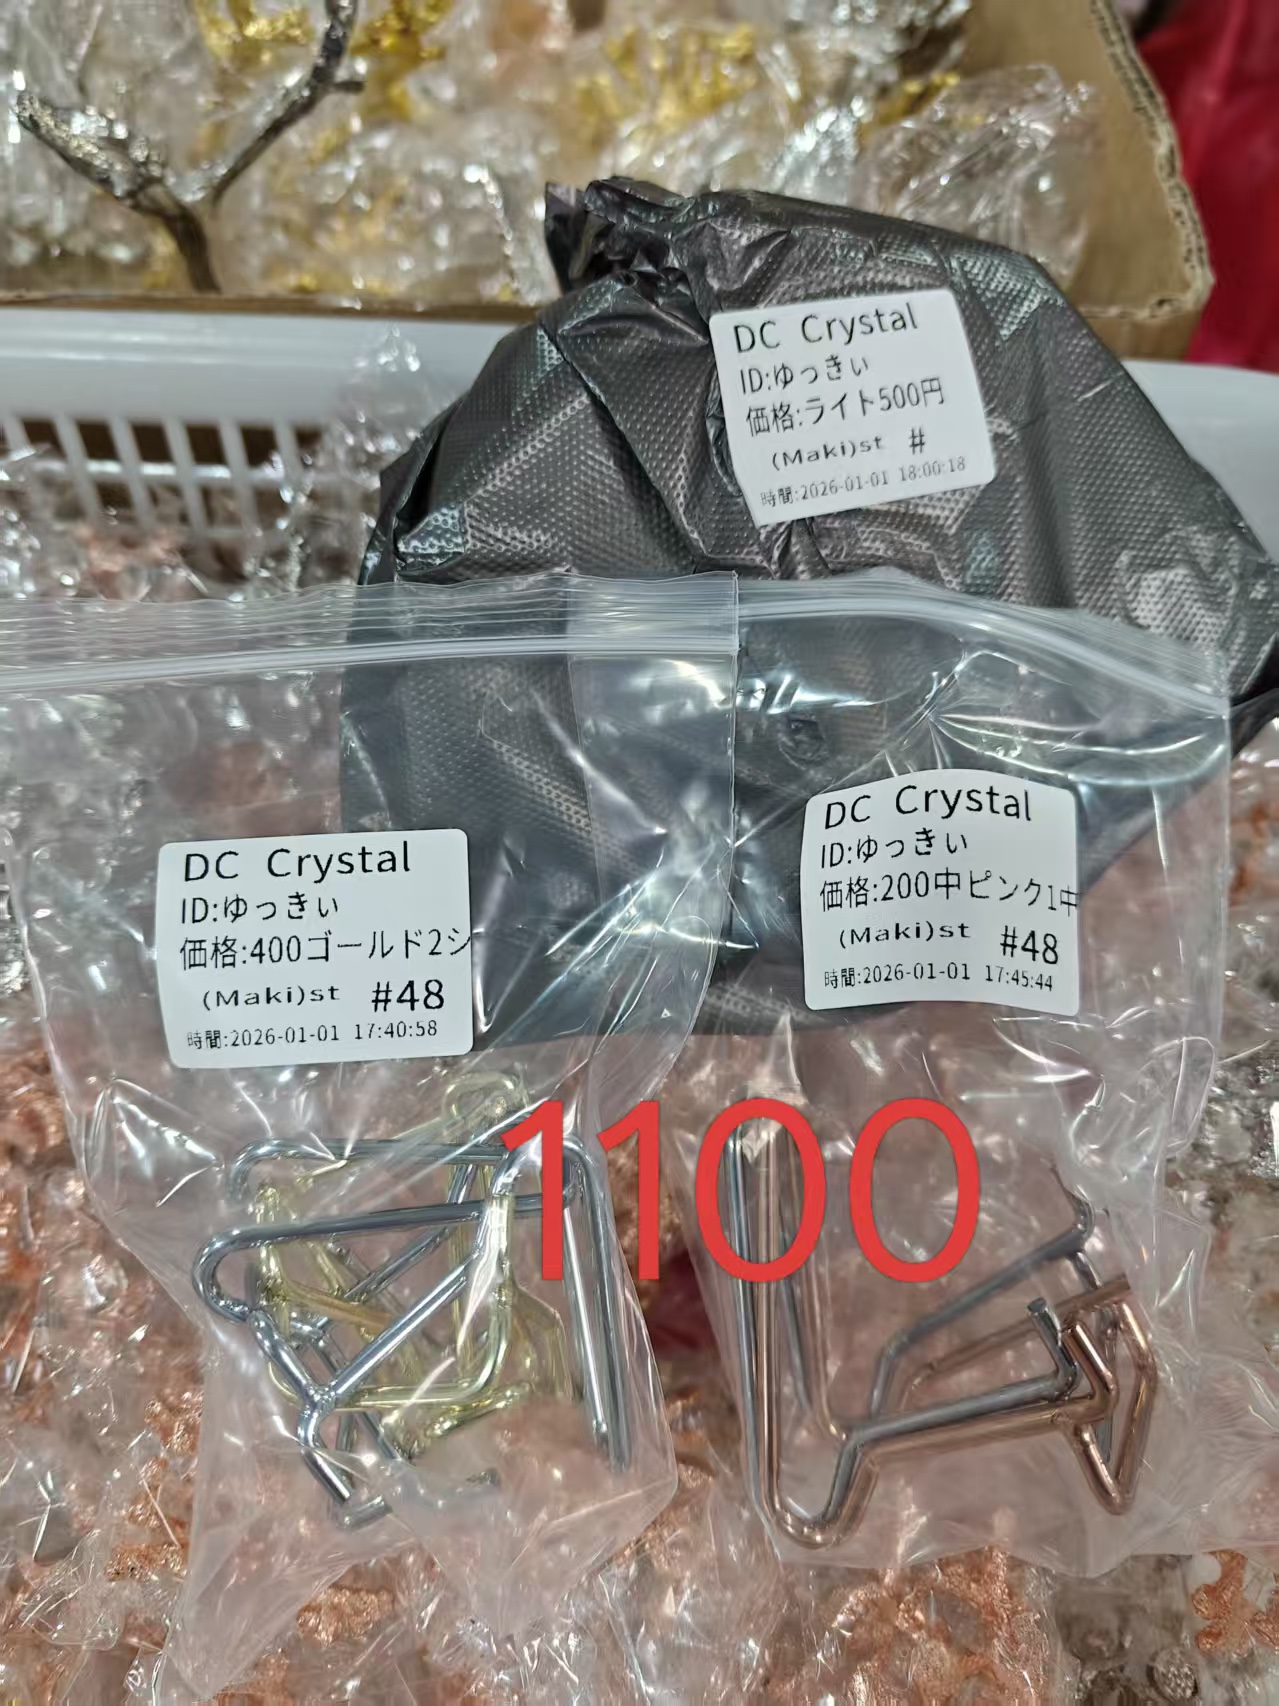 DC Crystal
ID:ゆっきぃ
価格:ライト500円
(Maki)st #
時間:2026-01-01 18:00:18
DC Crystal
ID:ゆっきぃ
価格:400ゴールド2シ
(Maki)st #48
時間:2026-01-01 17:40:58
DC Crystal
ID:ゆっきぃ
価格:200中ピンク1中
(Maki)st #48
時間:2026-01-01 17:45:44
1100